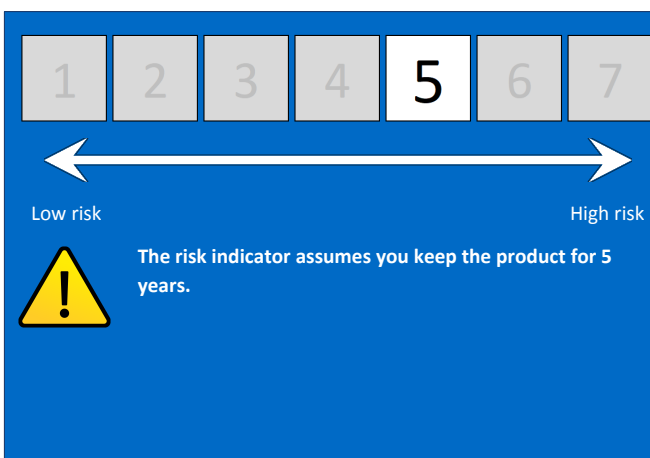 1 2 3 4 5 6 7
Low risk High risk
The risk indicator assumes you keep the product for 5
years.